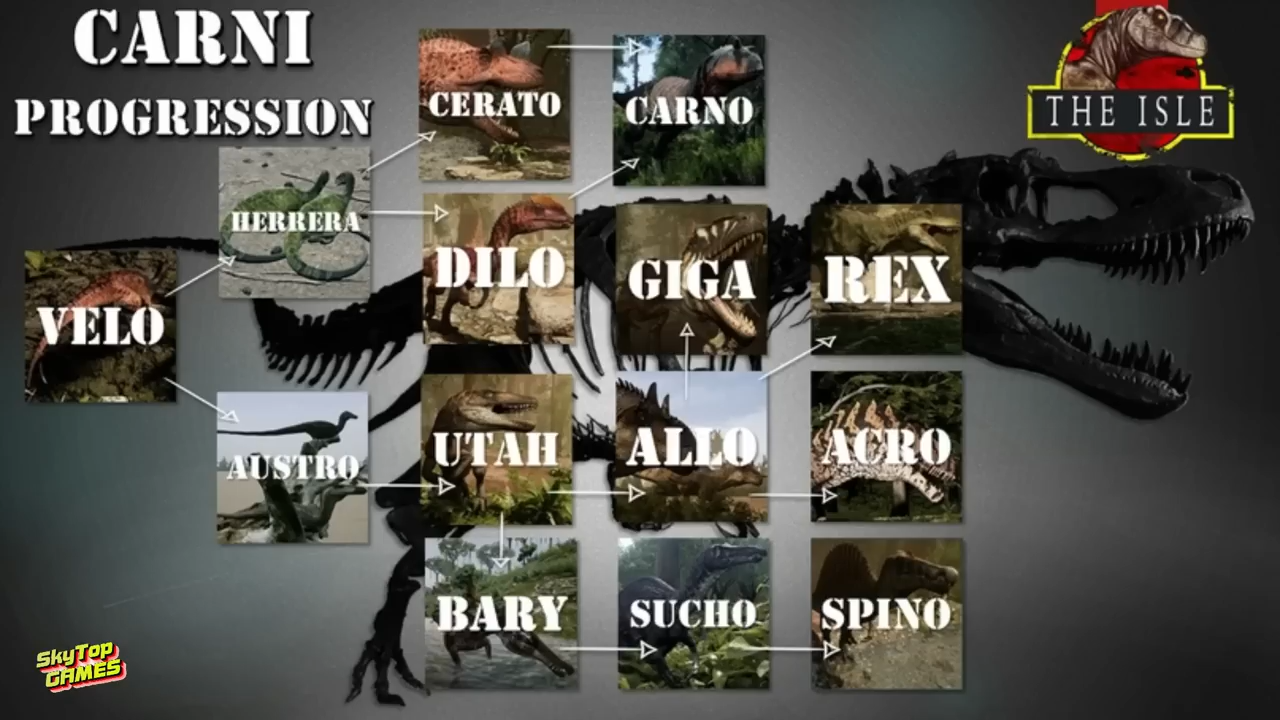 CARNI
PROGRESSION
THE ISLE
CERATO
CARNO
HERRERA
DILO
GIGA
REX
VELO
AUSTRO
UTAH
ALLO
ACRO
BARY
SUCHO
SPINO
SkyTop
GAMES